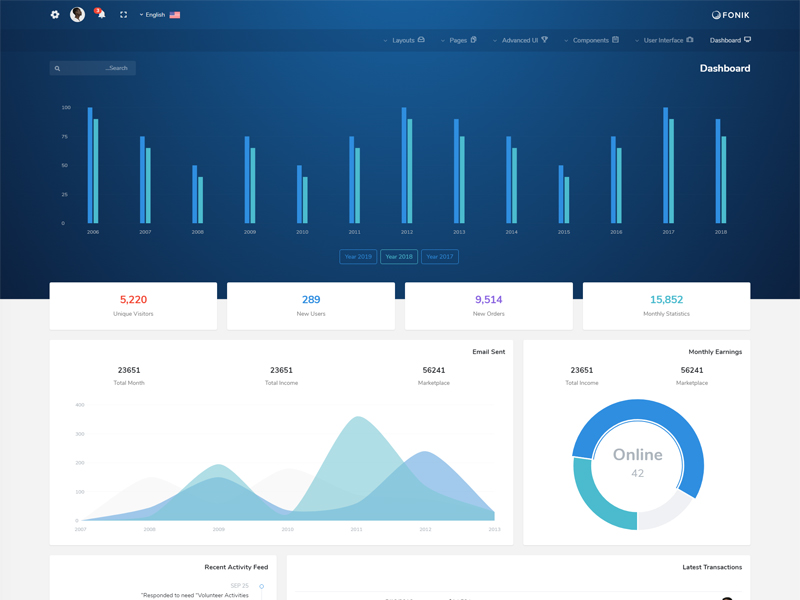 3
English
FONIK
Layouts
Pages
Advanced UI
Components
User Interface
Dashboard
...Search
Dashboard
100
75
50
25
0
2006 2007 2008 2009 2010 2011 2012 2013 2014 2015 2016 2017 2018
Year 2019 Year 2018 Year 2017
5,220
Unique Visitors
289
New Users
9,514
New Orders
15,852
Monthly Statistics
Email Sent
23651 23651 56241
Total Month Total Income Marketplace
400
300
200
100
0
2007 2008 2009 2010 2011 2012 2013
Monthly Earnings
23651 56241
Total Income Marketplace
Online
42
Recent Activity Feed
SEP 25
"Responded to need "Volunteer Activities
Latest Transactions